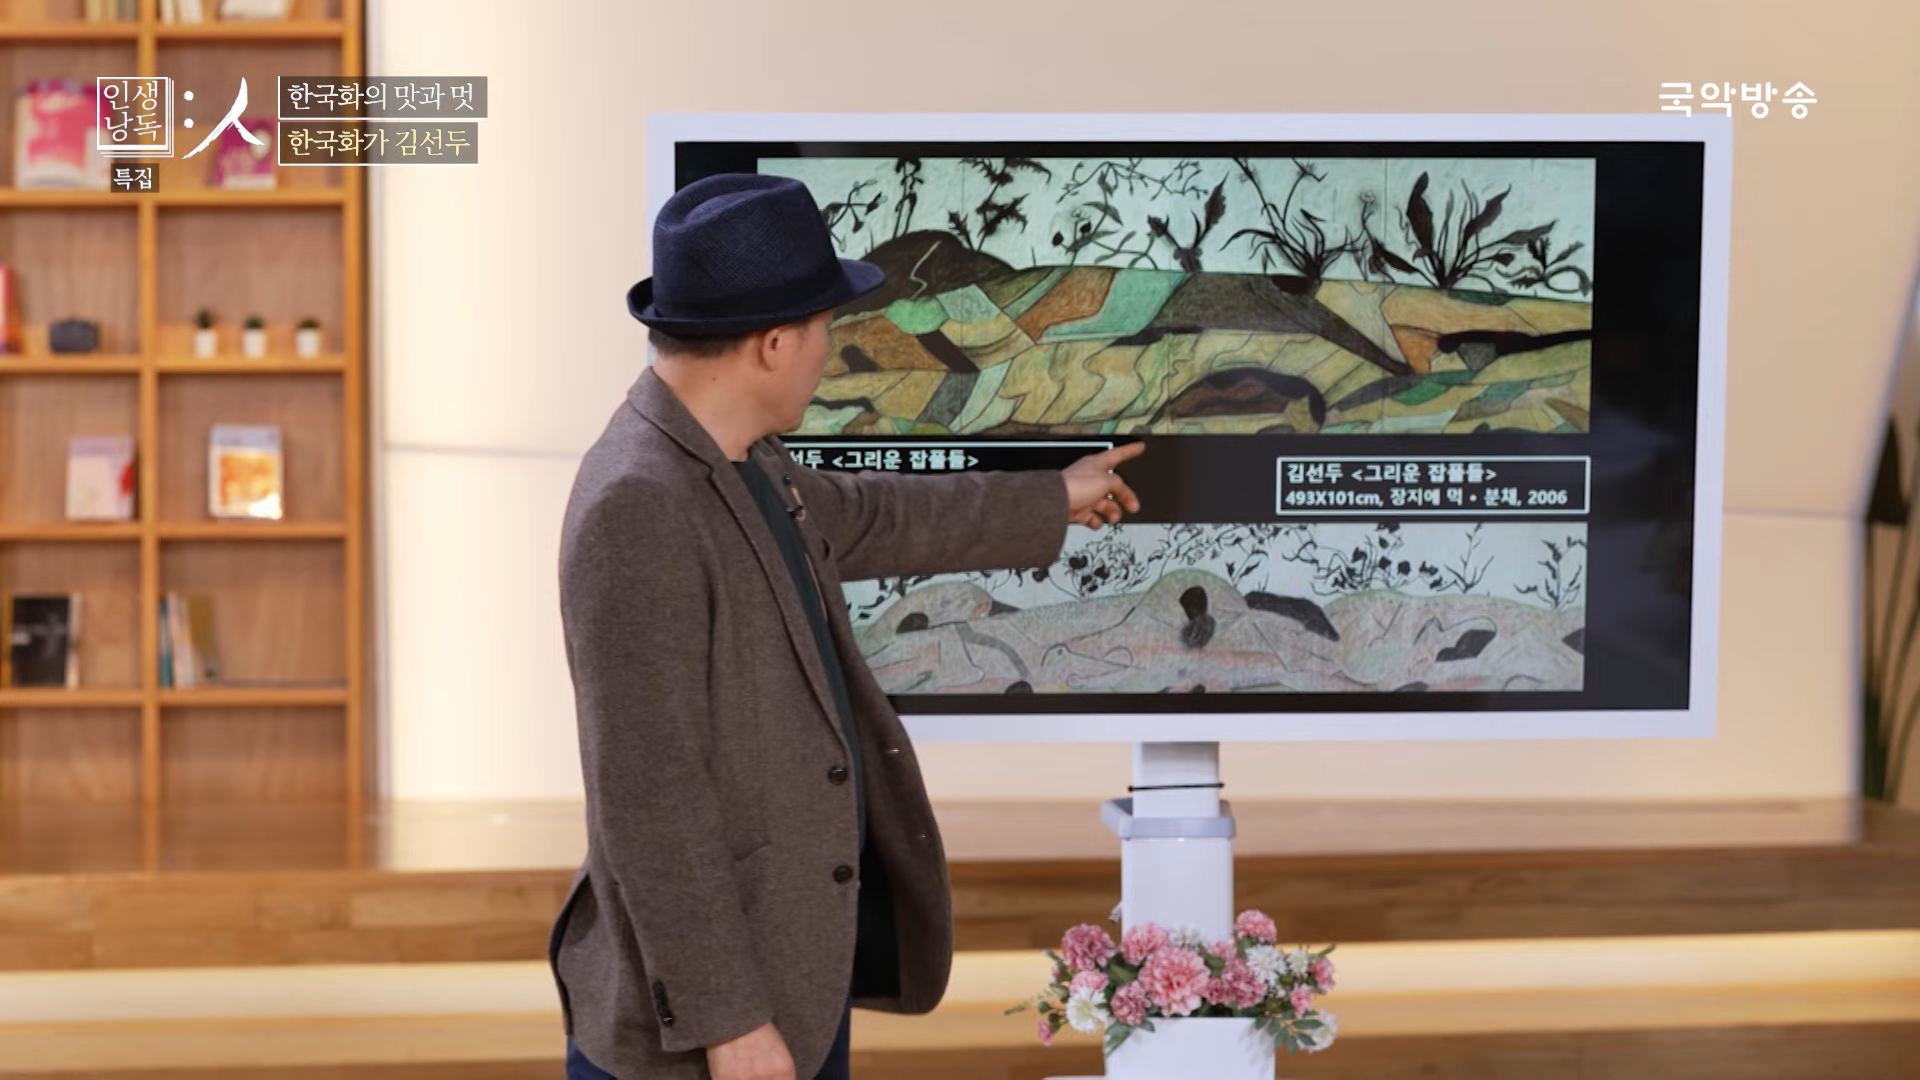 인생
낭독
:人
특집
한국화의 맛과 멋
한국화가 김선두
국악방송
선두 <그리운 잡풀들>
김선두 <그리운 잡풀들>
493X101cm, 장지에 먹 • 분채, 2006